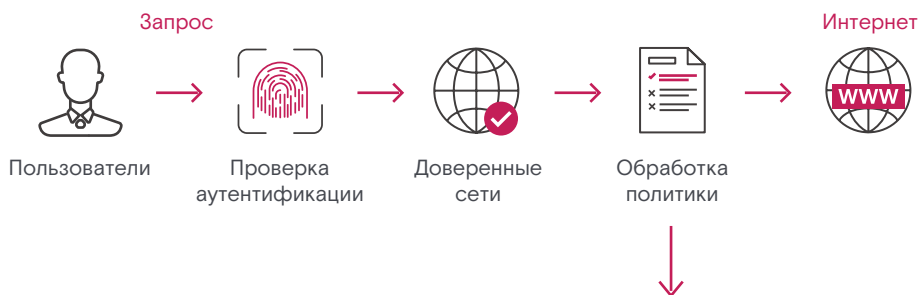 Запрос
Интернет
WWW
Пользователи
Проверка
аутентификации
Доверенные
сети
Обработка
политики